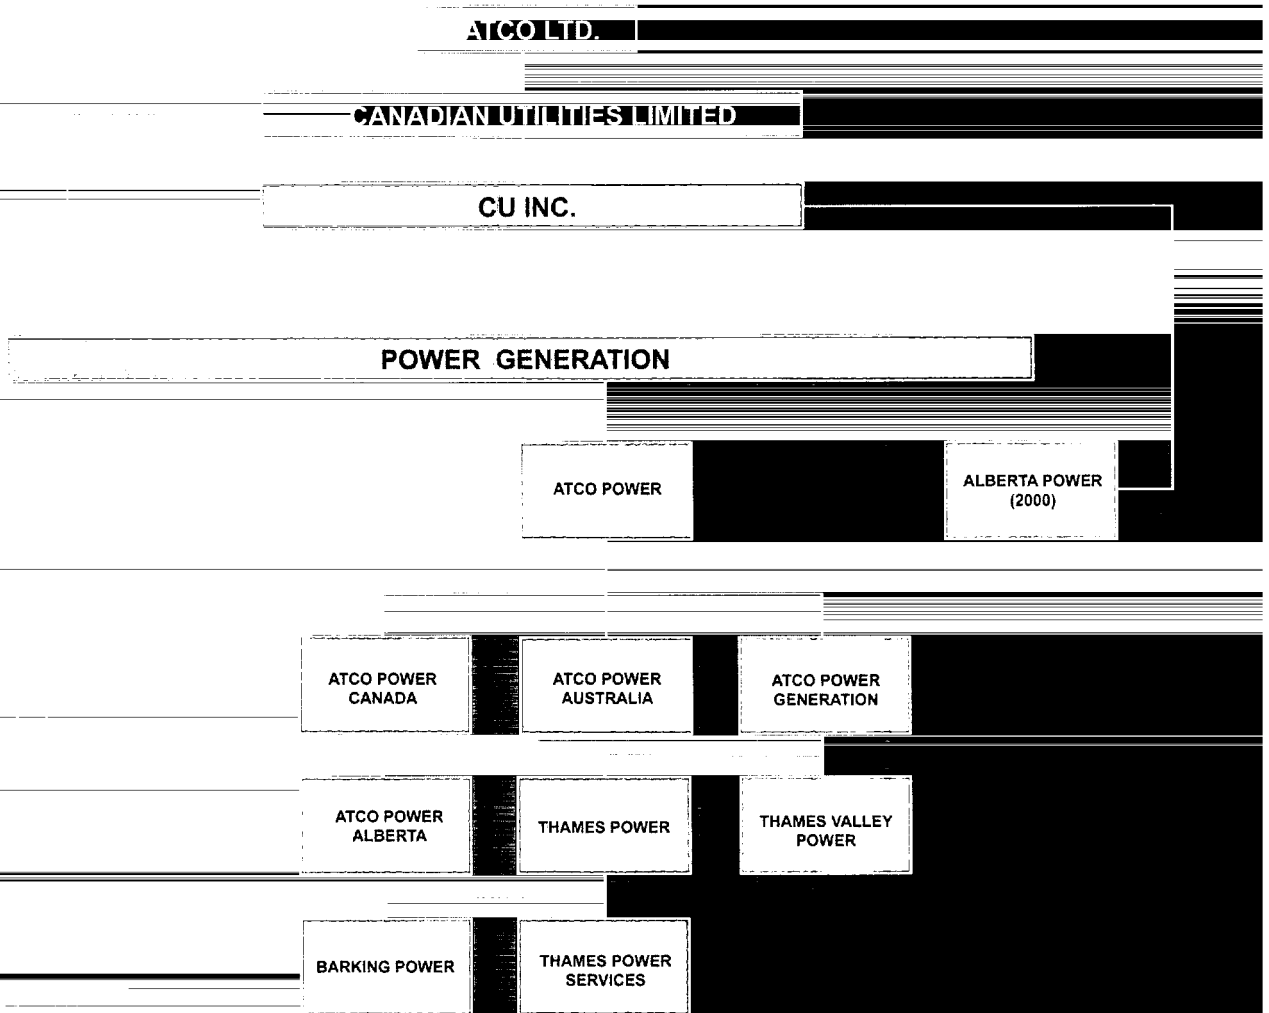 ATCO LTD.
CANADIAN UTILITIES LIMITED
CU INC.
POWER GENERATION
ATCO POWER
ALBERTA POWER
(2000)
ATCO POWER
CANADA
ATCO POWER
AUSTRALIA
ATCO POWER
GENERATION
ATCO POWER
ALBERTA
THAMES POWER
THAMES VALLEY
POWER
BARKING POWER
THAMES POWER
SERVICES